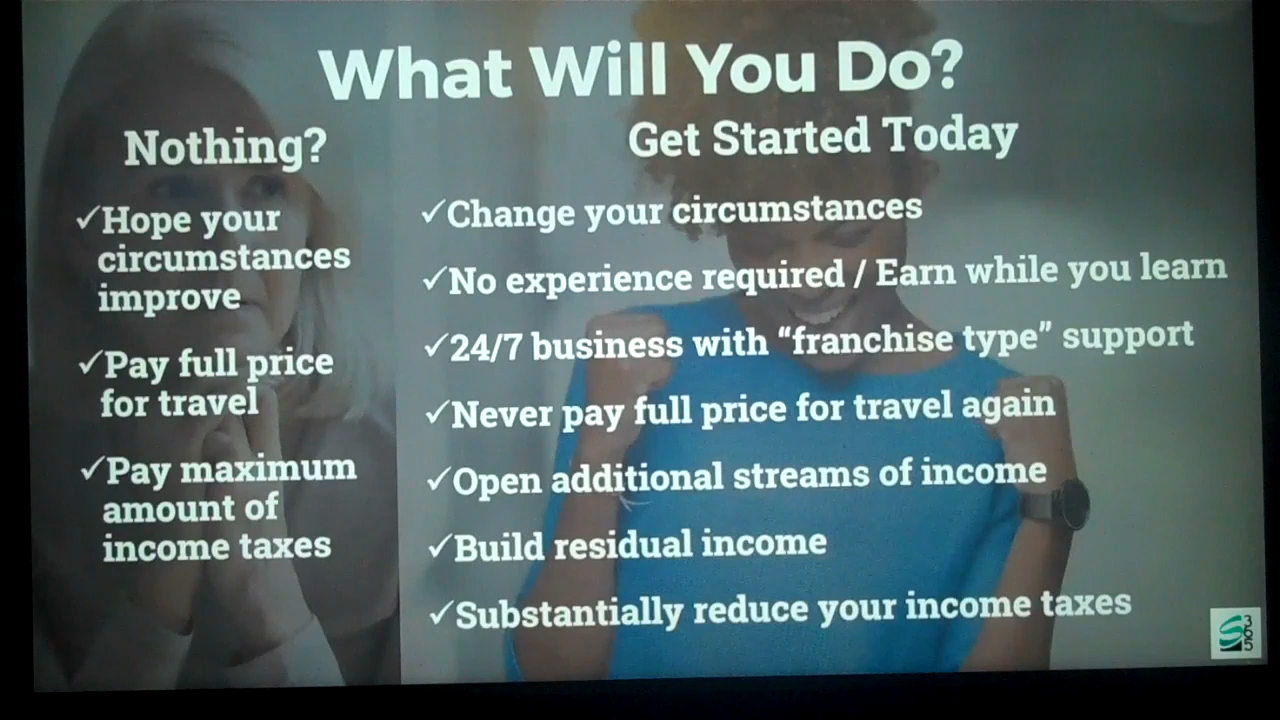 What Will You Do?
Nothing?
✓Hope your
circumstances
improve
✓Pay full price
for travel
✓Pay maximum
amount of
income taxes
Get Started Today
✓Change your circumstances
✓No experience required / Earn while you learn
✓24/7 business with “franchise type” support
✓Never pay full price for travel again
✓Open additional streams of income
✓Build residual income
✓Substantially reduce your income taxes
365